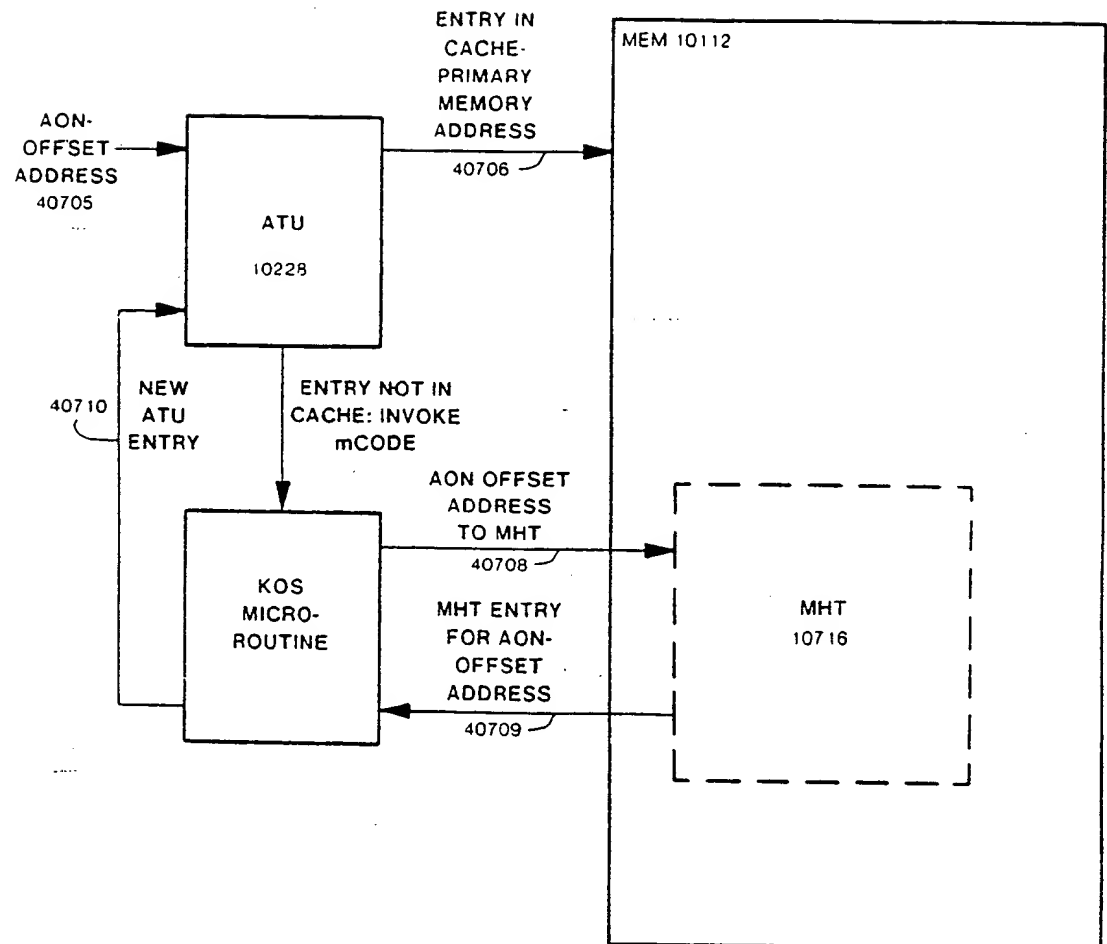 ENTRY IN
CACHE-
PRIMARY
MEMORY
ADDRESS
40706
MEM 10112
AON-
OFFSET
ADDRESS
40705
ATU
10228
40710
NEW
ATU
ENTRY
ENTRY NOT IN
CACHE: INVOKE
mCODE
AON OFFSET
ADDRESS
TO MHT
40708
KOS
MICRO-
ROUTINE
MHT ENTRY
FOR AON-
OFFSET
ADDRESS
40709
MHT
10716